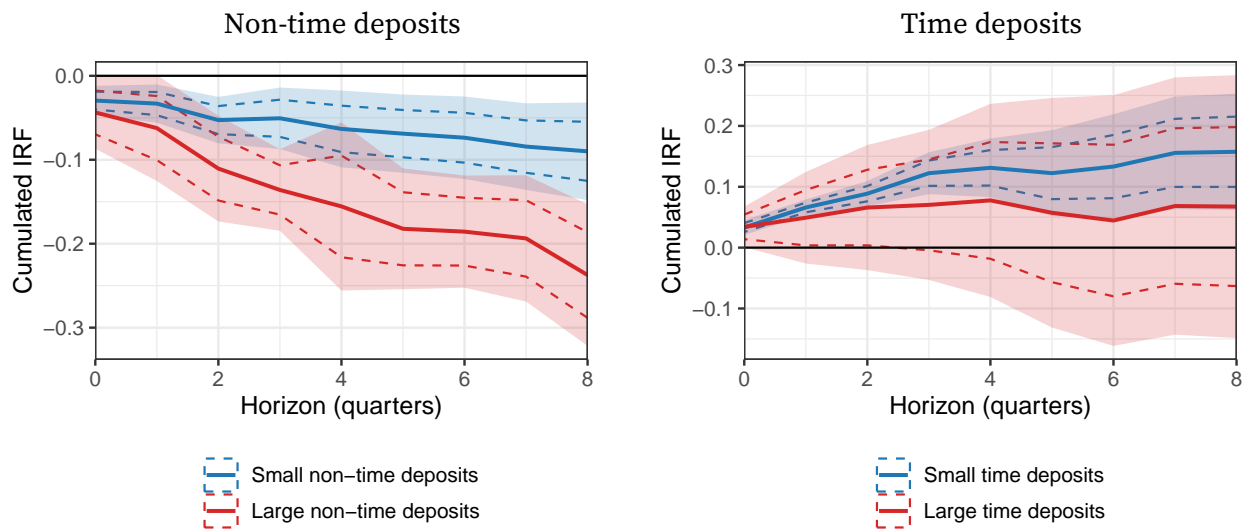 Non-time deposits
0.0
−0.1
−0.2
−0.3
Cumulated IRF
0 2 4 6 8
Horizon (quarters)
Small non−time deposits
Large non−time deposits
Time deposits
0.3
0.2
0.1
0.0
−0.1
Cumulated IRF
0 2 4 6 8
Horizon (quarters)
Small time deposits
Large time deposits